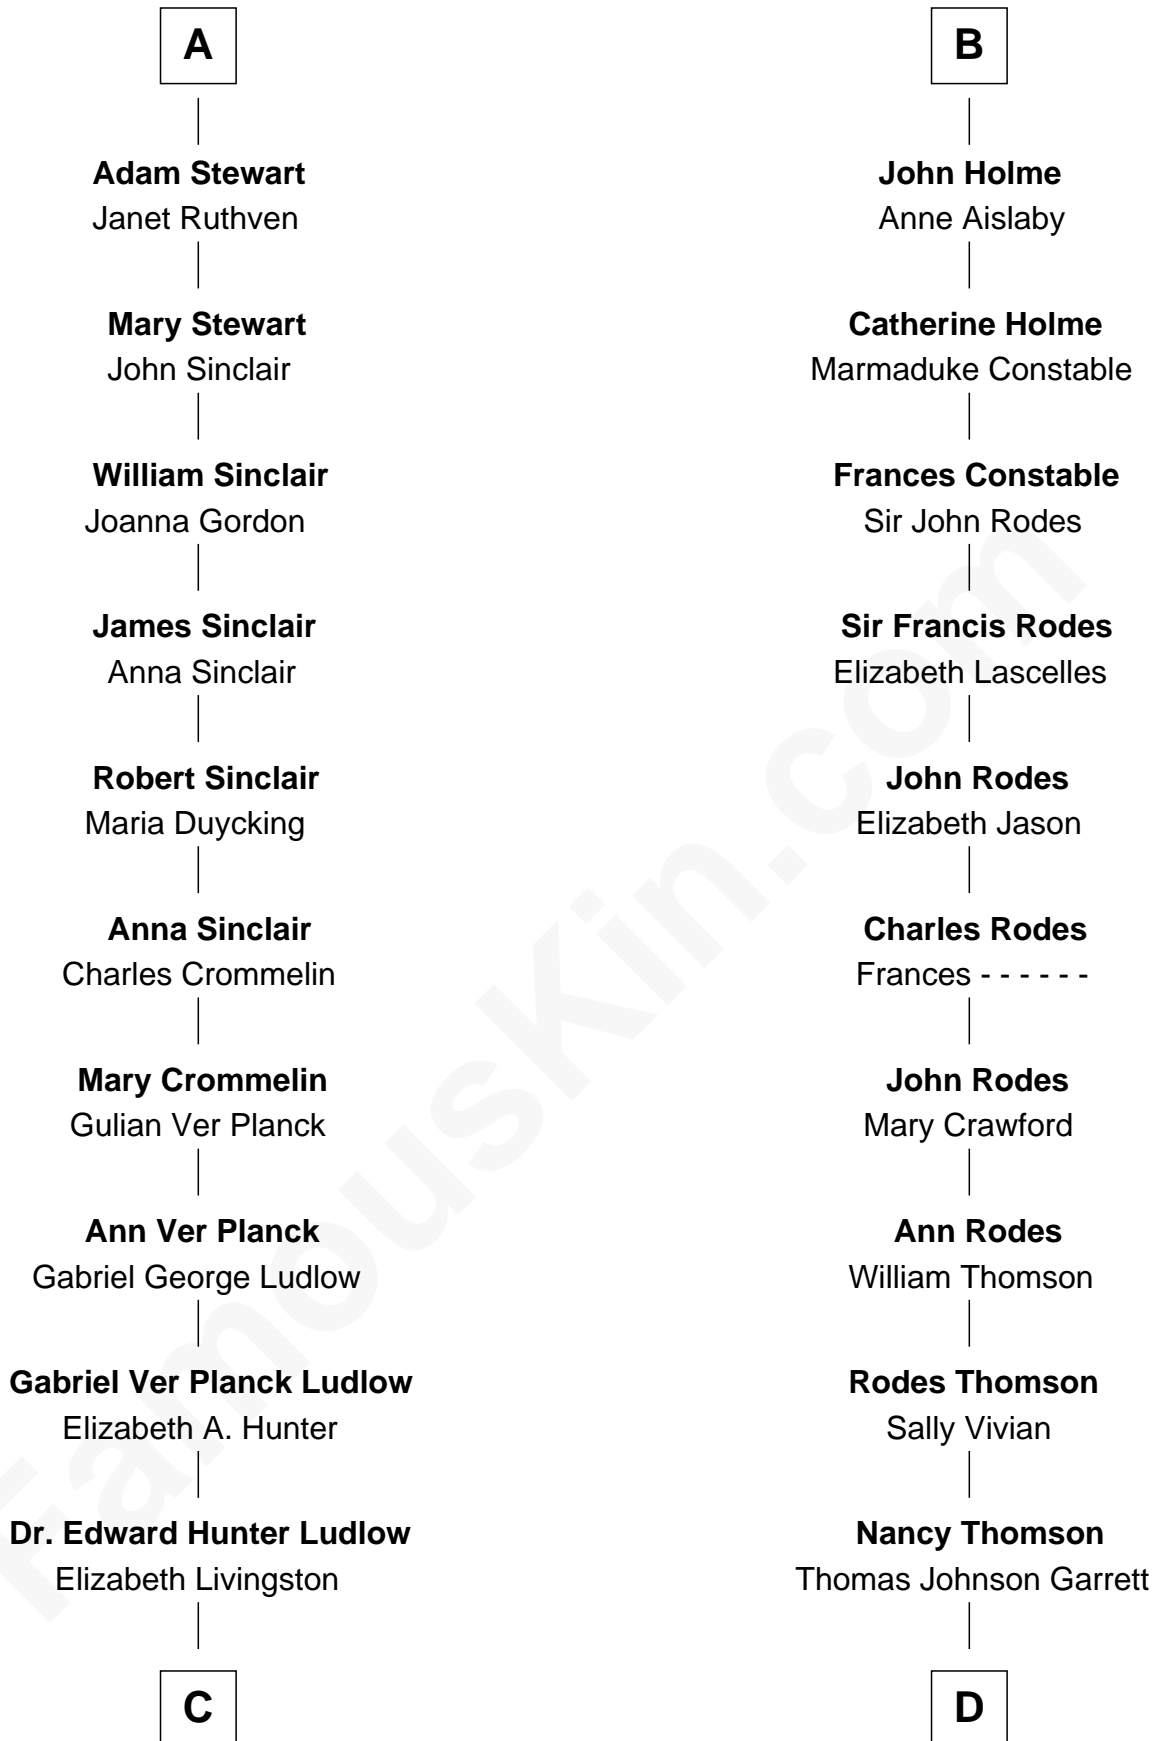 A
Adam Stewart
Janet Ruthven
Mary Stewart
John Sinclair
William Sinclair
Joanna Gordon
James Sinclair
Anna Sinclair
Robert Sinclair
Maria Duycking
Anna Sinclair
Charles Crommelin
Mary Crommelin
Gulian Ver Planck
Ann Ver Planck
Gabriel George Ludlow
Gabriel Ver Planck Ludlow
Elizabeth A. Hunter
Dr. Edward Hunter Ludlow
Elizabeth Livingston
C
B
John Holme
Anne Aislaby
Catherine Holme
Marmaduke Constable
Frances Constable
Sir John Rodes
Sir Francis Rodes
Elizabeth Lascelles
John Rodes
Elizabeth Jason
Charles Rodes
Frances - - - - - -
John Rodes
Mary Crawford
Ann Rodes
William Thomson
Rodes Thomson
Sally Vivian
Nancy Thomson
Thomas Johnson Garrett
D
FamousKin.com